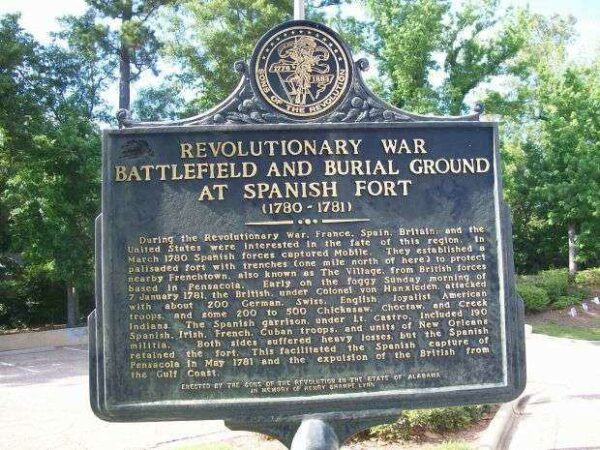 SONS OF THE REVOLUTION
1775 1883
REVOLUTIONARY WAR
BATTLEFIELD AND BURIAL GROUND
AT SPANISH FORT
(1780-1781)
During the Revolutionary War, France, Spain, Britain, and the
United States were interested in the fate of this region. In
March 1780 Spanish forces captured Mobile. They established a
palisaded fort with trenches (one mile north of here) to protect
nearby Frenchtown, also known as The Village, from British forces
based in Pensacola. Early on the foggy Sunday morning of
7 January 1781, the British, under Colonel von Hanxleden, attacked
with about 200 German, Swiss, English, loyalist American
troops, and some 200 to 500 Chickasaw, Choctaw, and Creek
Indians. The Spanish garrison, under Lt. Castro, included 190
Spanish, Irish, French, Cuban troops, and units of New Orleans
militia. Both sides suffered heavy losses, but the Spanish
retained the fort. This facilitated the Spanish capture of
Pensacola in May 1781 and the expulsion of the British from
the Gulf Coast.
ERECTED BY THE SONS OF THE REVOLUTION IN THE STATE OF ALABAMA
IN MEMORY OF HENRY SHARPE LYNN